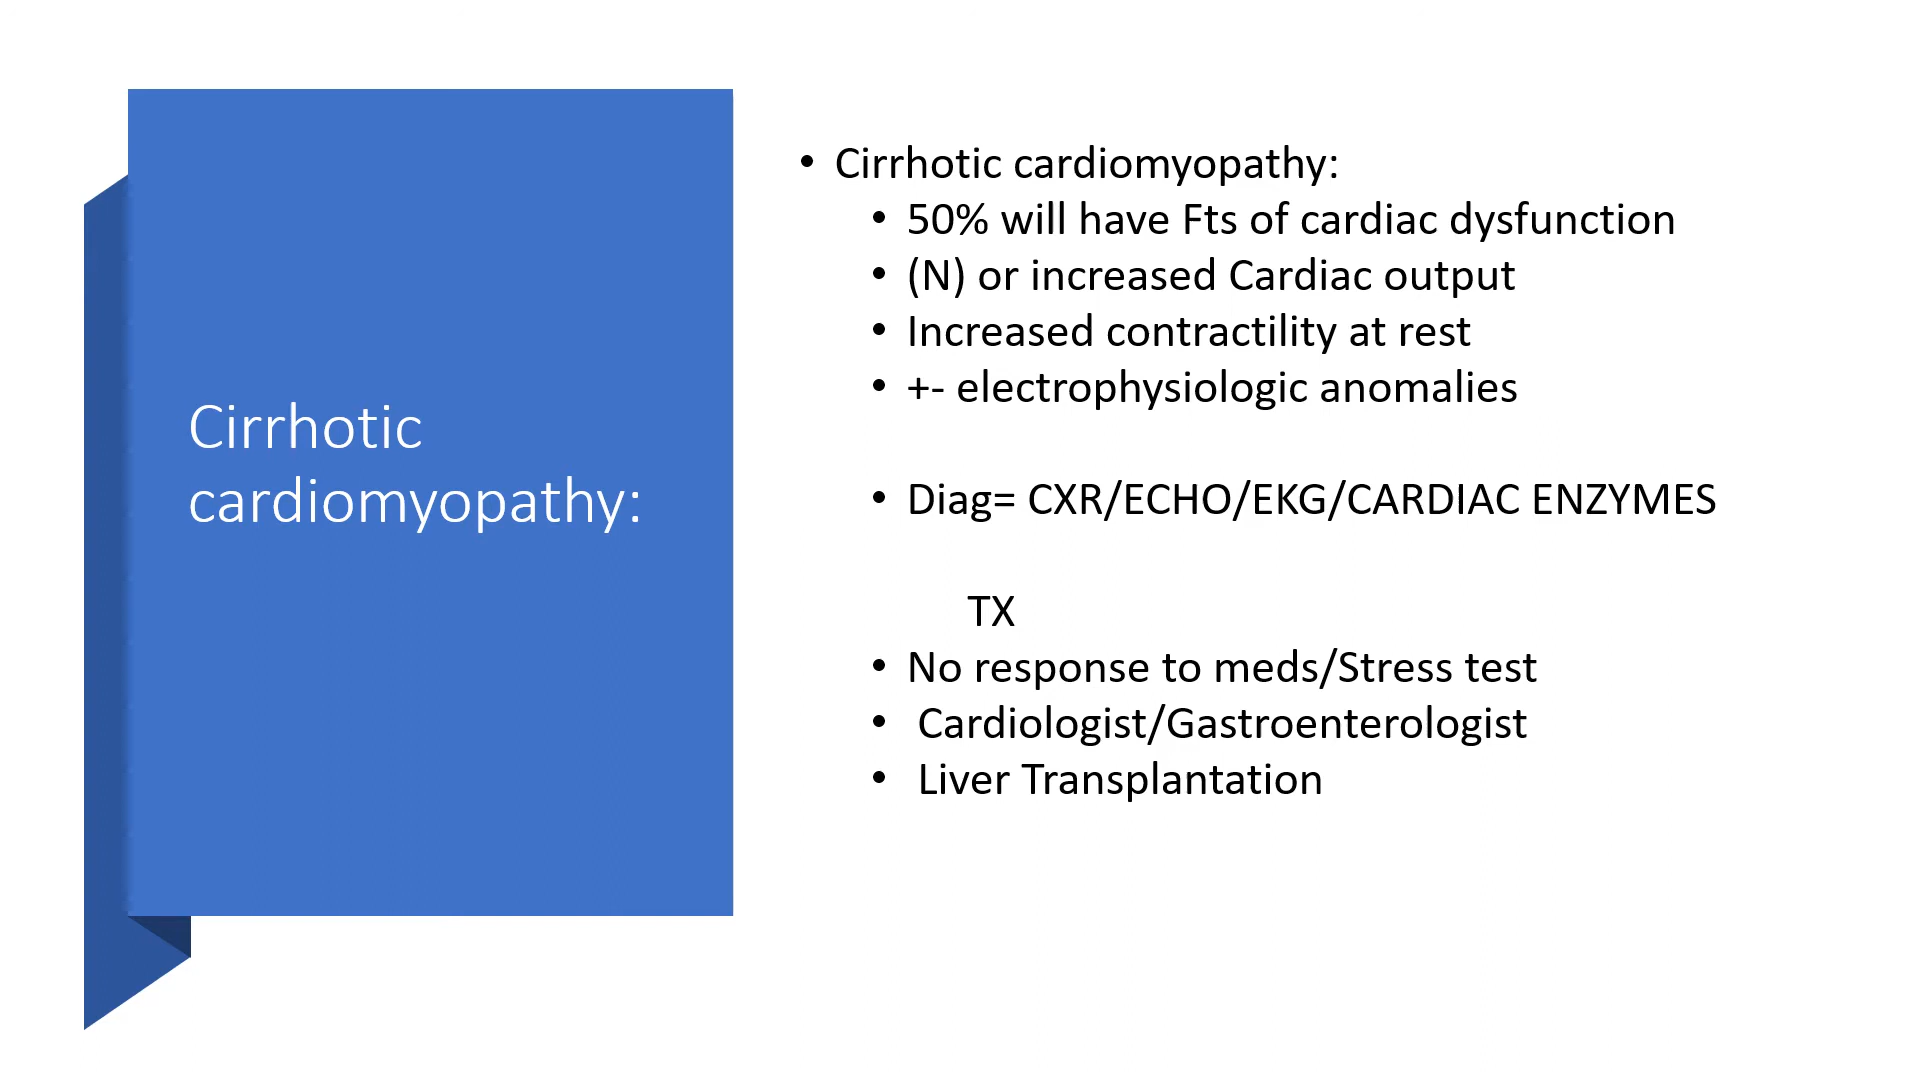 Cirrhotic
cardiomyopathy:
• Cirrhotic cardiomyopathy:
• 50% will have Fts of cardiac dysfunction
• (N) or increased Cardiac output
• Increased contractility at rest
• +- electrophysiologic anomalies
• Diag= CXR/ECHO/EKG/CARDIAC ENZYMES
TX
• No response to meds/Stress test
• Cardiologist/Gastroenterologist
• Liver Transplantation